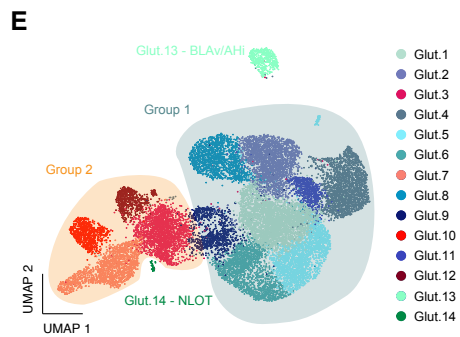 E
Glut.13 - BLAv/AHi
Group 1
Group 2
Glut.14 - NLOT
UMAP 2
UMAP 1
Glut.1
Glut.2
Glut.3
Glut.4
Glut.5
Glut.6
Glut.7
Glut.8
Glut.9
Glut.10
Glut.11
Glut.12
Glut.13
Glut.14